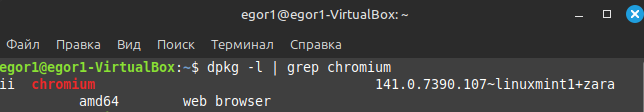 egor1@egor1-VirtualBox: ~
Файл Правка Вид Поиск Терминал Справка
egor1@egor1-VirtualBox:~$ dpkg -l | grep chromium
ii chromium 141.0.7390.107~linuxmint1+zara
amd64 web browser